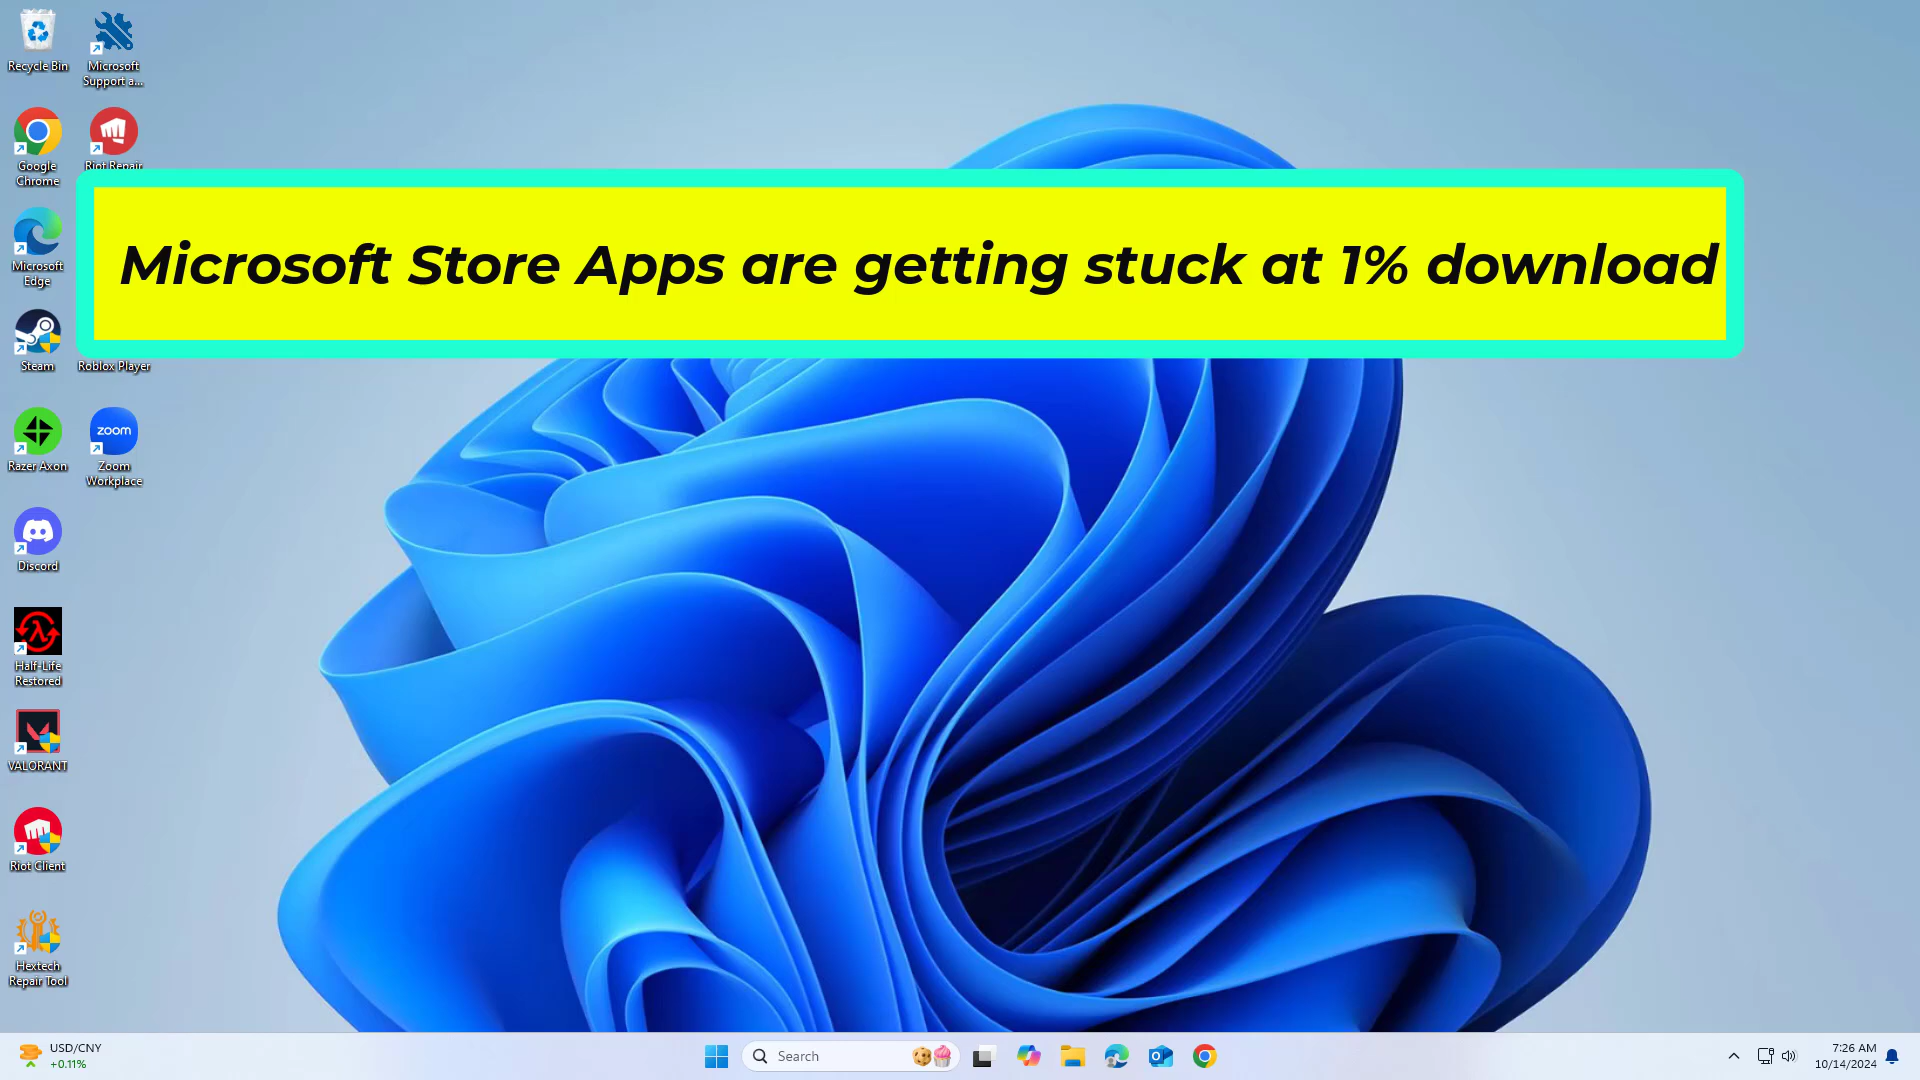 Recycle Bin
Microsoft
Support a...
Google
Chrome
Riot Repair
Microsoft Store Apps are getting stuck at 1% download
Microsoft
Edge
Steam
Roblox Player
Razer Axon
zoom
Zoom
Workplace
Discord
Half-Life
Restored
VALORANT
Riot Client
Hextech
Repair Tool
USD/CNY
+0.11%
Search
7:26 AM
10/14/2024